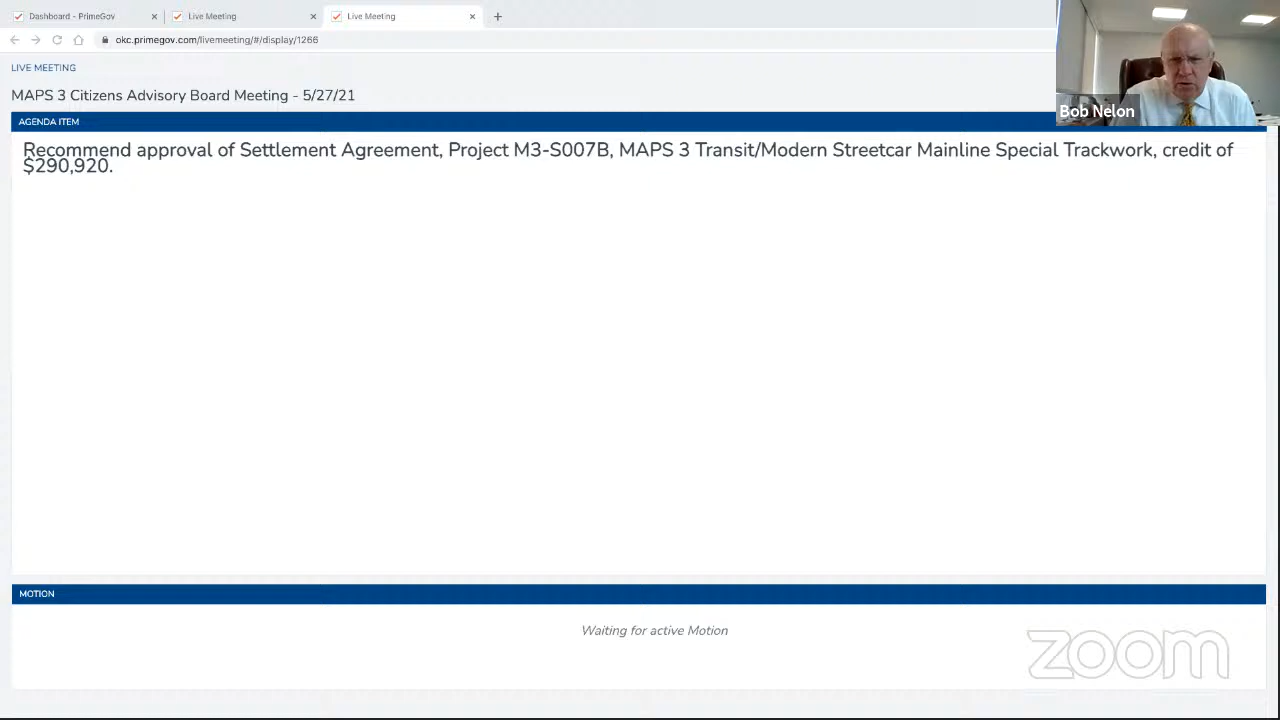 Dashboard - PrimeGov
Live Meeting
Live Meeting
okc.primegov.com/livemeeting/#/display/1266
LIVE MEETING
MAPS 3 Citizens Advisory Board Meeting - 5/27/21
Bob Nelon
AGENDA ITEM
Recommend approval of Settlement Agreement, Project M3-S007B, MAPS 3 Transit/Modern Streetcar Mainline Special Trackwork, credit of
$290,920.
MOTION
Waiting for active Motion
zoom